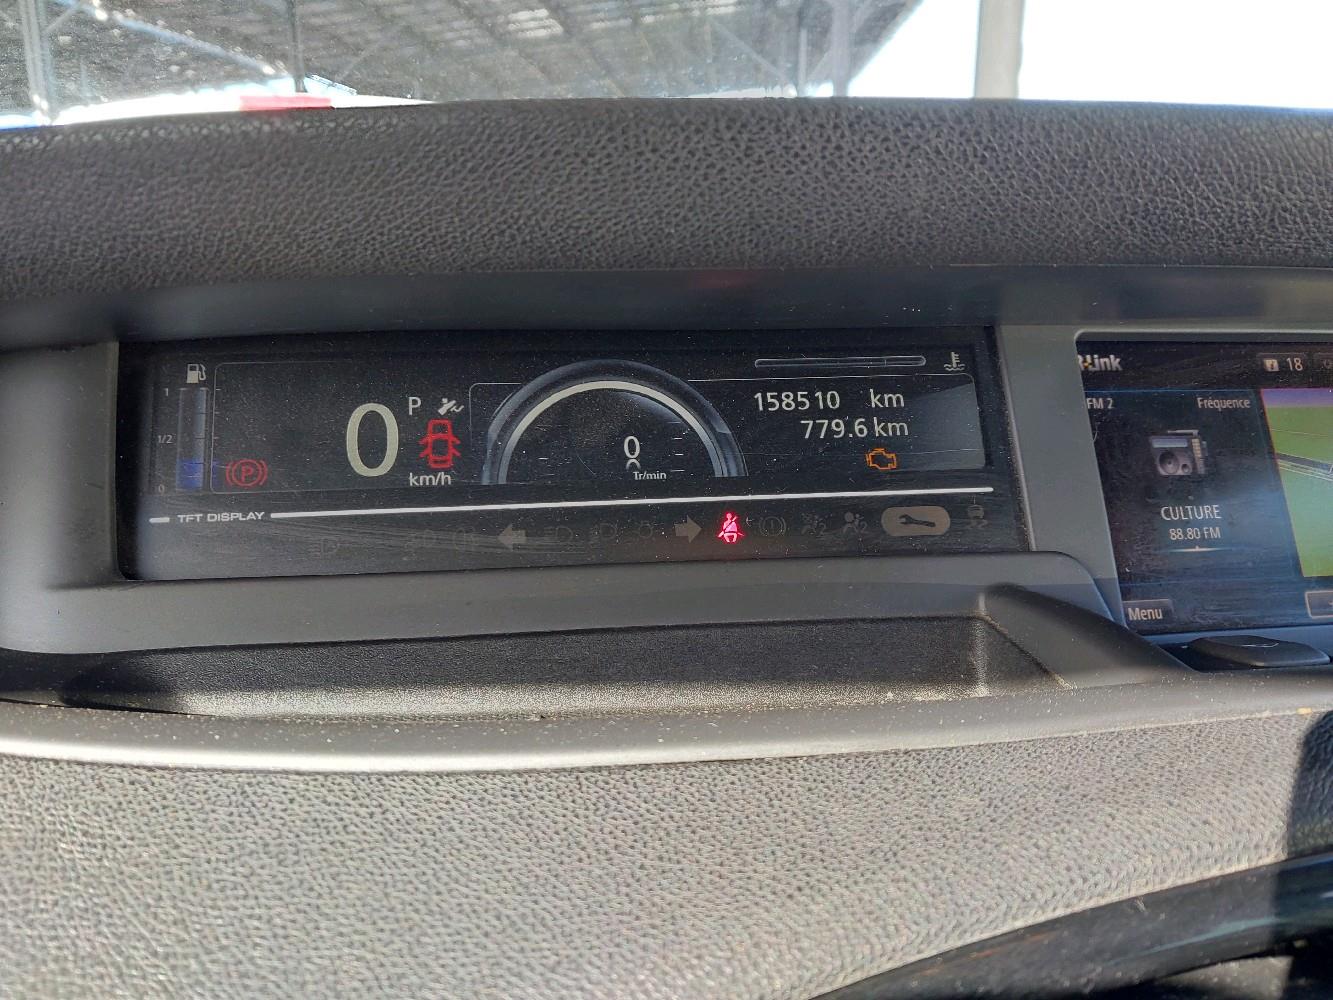 1
1/2
0
P
0
P
km/h
0
Tr/min
158510 km
779.6 km
TFT DISPLAY
R-Link
18
FM 2
Fréquence
CULTURE
88.80 FM
Menu